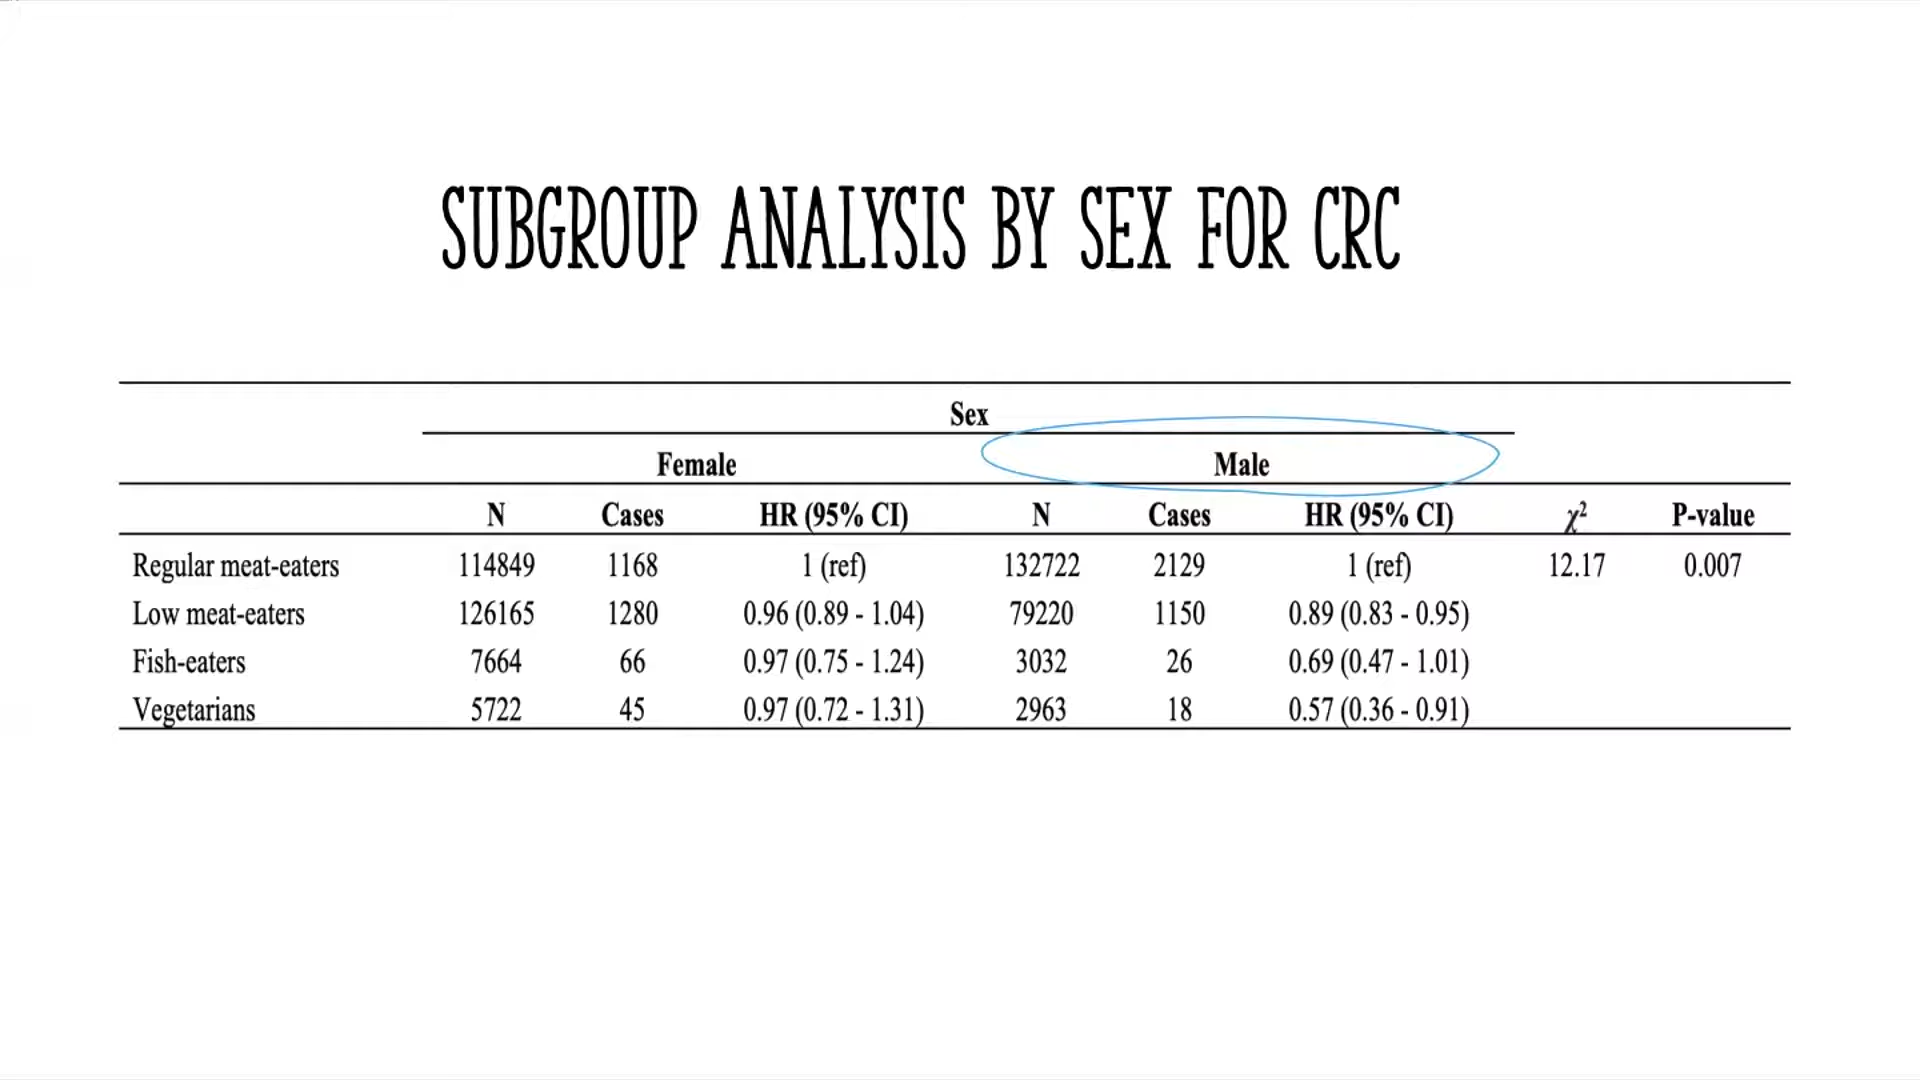 SUBGROUP ANALYSIS BY SEX FOR CRC
Sex
Female Male
N Cases HR (95% CI) N Cases HR (95% CI) χ² P-value
Regular meat-eaters 114849 1168 1 (ref) 132722 2129 1 (ref) 12.17 0.007
Low meat-eaters 126165 1280 0.96 (0.89 - 1.04) 79220 1150 0.89 (0.83 - 0.95)
Fish-eaters 7664 66 0.97 (0.75 - 1.24) 3032 26 0.69 (0.47 - 1.01)
Vegetarians 5722 45 0.97 (0.72 - 1.31) 2963 18 0.57 (0.36 - 0.91)